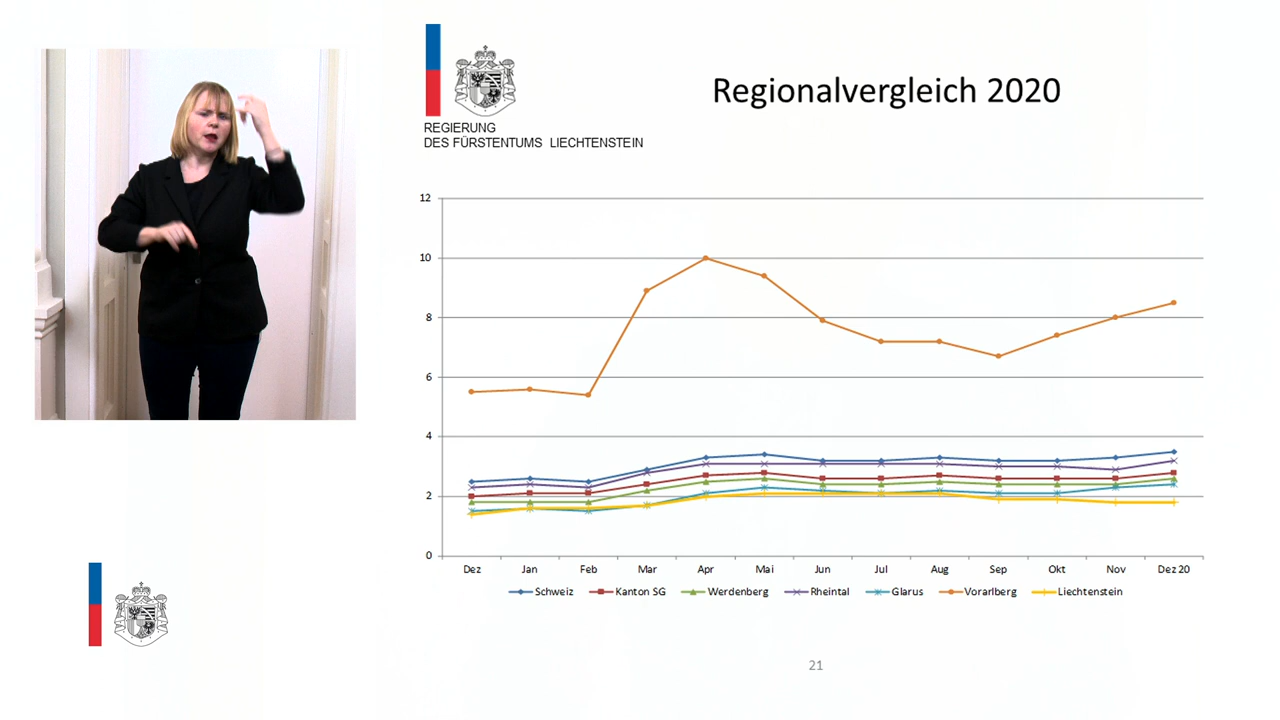 REGIERUNG
DES FÜRSTENTUMS LIECHTENSTEIN
Regionalvergleich 2020
12
10
8
6
4
2
0
Dez Jan Feb Mar Apr Mai Jun Jul Aug Sep Okt Nov Dez 20
Schweiz Kanton SG Werdenberg Rheintal Glarus Vorarlberg Liechtenstein
21